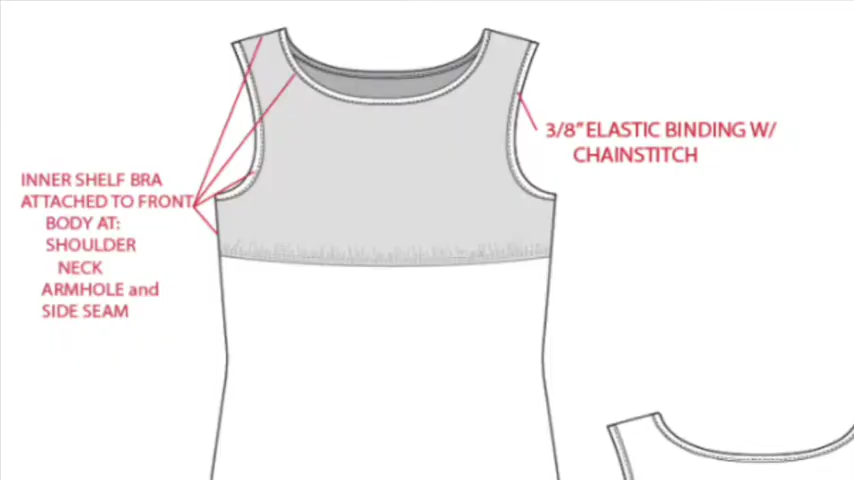 INNER SHELF BRA
ATTACHED TO FRONT
BODY AT:
SHOULDER
NECK
ARMHOLE and
SIDE SEAM
3/8” ELASTIC BINDING W/
CHAINSTITCH